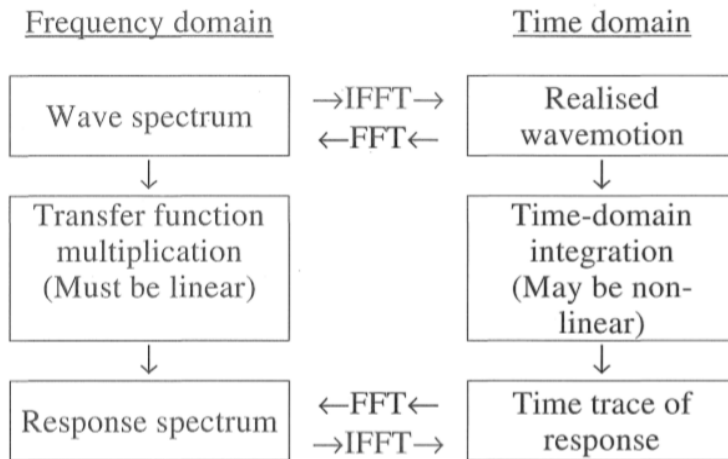 Frequency domain
Time domain
Wave spectrum
→IFFT→
←FFT←
Realised
wavemotion
↓
↓
Transfer function
multiplication
(Must be linear)
Time-domain
integration
(May be non-
linear)
↓
↓
Response spectrum
←FFT←
→IFFT→
Time trace of
response